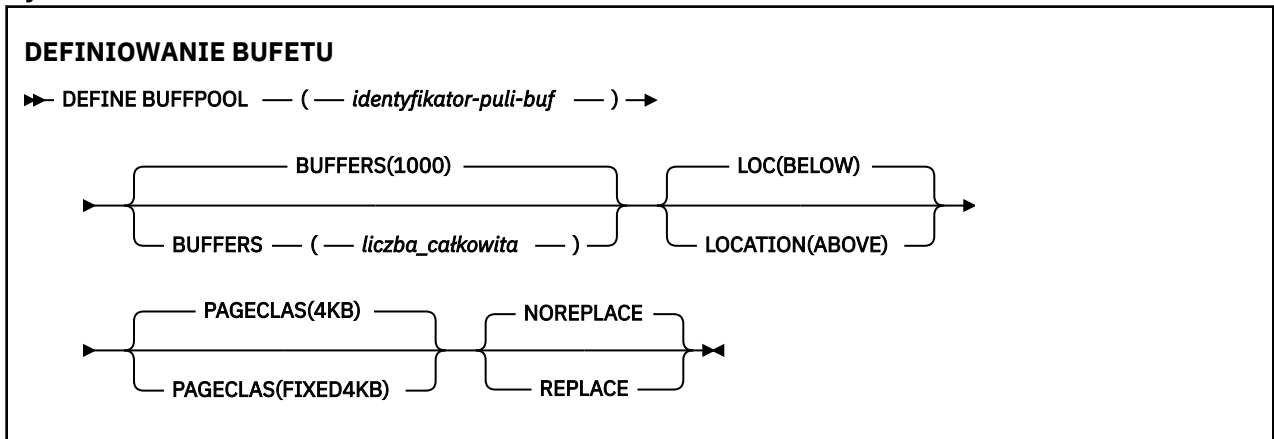 DEFINIOWANIE BUFETU
DEFINE BUFFPOOL ( identyfikator-puli-buf )
BUFFERS(1000) LOC(BELOW)
BUFFERS ( liczba_całkowita ) LOCATION(ABOVE)
PAGECLAS(4KB) NOREPLACE
PAGECLAS(FIXED4KB) REPLACE